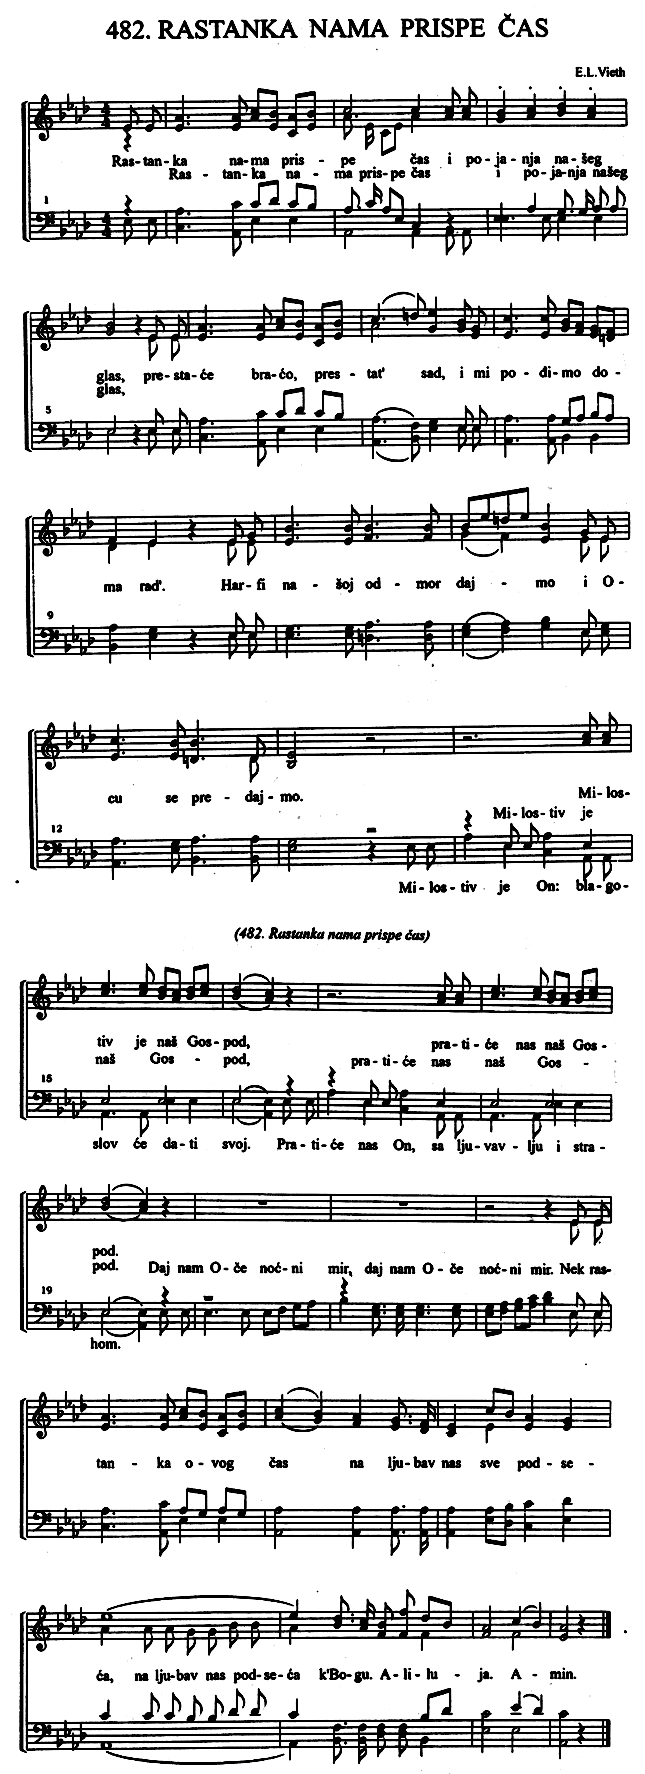 482. RASTANKA NAMA PRISPE ČAS
E.L.Vieth
Ras-tan-ka na-ma pris-pe čas i po-ja-nja na-šeg
Ras-tan-ka na-ma pris-pe čas i po-ja-nja našeg
1
glas, pre-sta-će bra-ćo, pres-tat' sad, i mi po-đi-mo do-
glas,
5
ma rad'. Har-fi na-šoj od-mor daj-mo i O-
9
cu se pre-daj-mo. Mi-los-
Mi-los-tiv je
12
Mi-los-tiv je On: bla-go-
(482. Rastanka nama prispe čas)
tiv je naš Gos-pod, pra-ti-će nas naš Gos-
naš Gos-pod, pra-ti-će nas naš Gos-
15
slov će da-ti svoj. Pra-ti-će nas On, sa lju-vav-lju i stra-
pod.
pod. Daj nam O-če noć-ni mir, daj nam O-če noć-ni mir. Nek ras-
19
hom.
tan-ka o-vog čas na lju-bav nas sve pod-se-
ća, na lju-bav nas pod-se-ća k'Bogu. A-li-lu-ja. A-min.